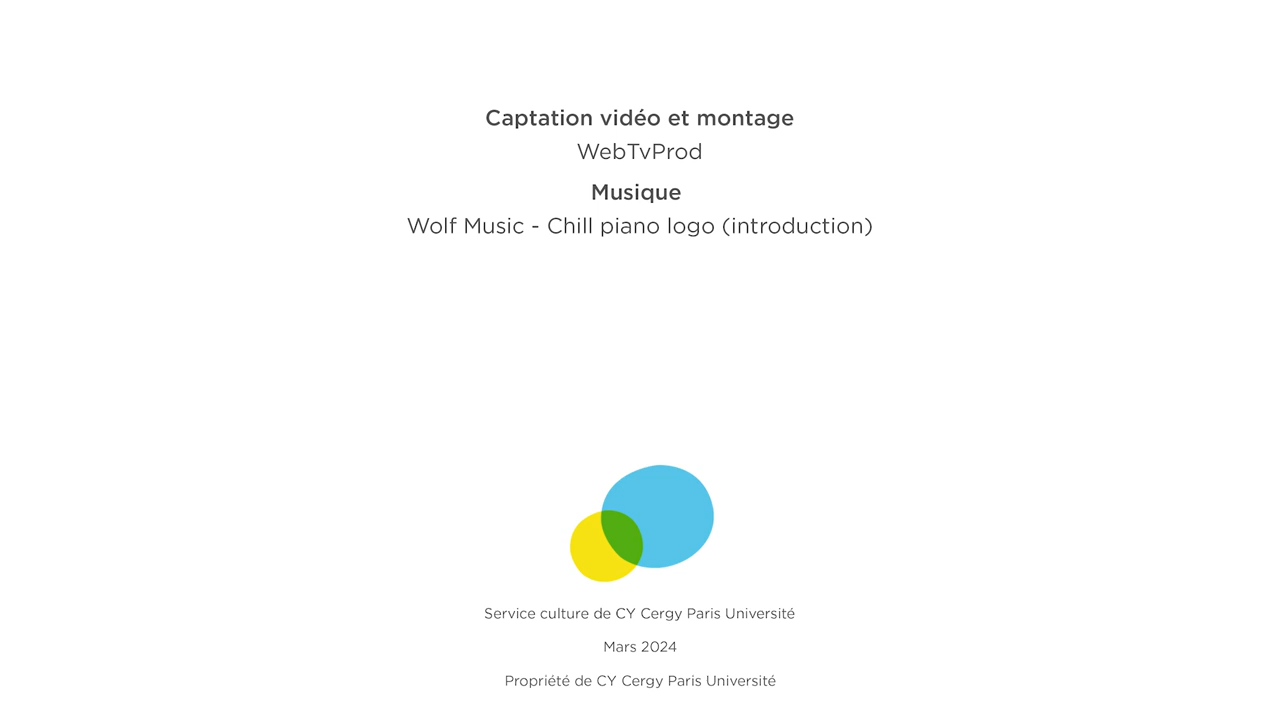 Captation vidéo et montage
WebTvProd
Musique
Wolf Music - Chill piano logo (introduction)
Service culture de CY Cergy Paris Université
Mars 2024
Propriété de CY Cergy Paris Université